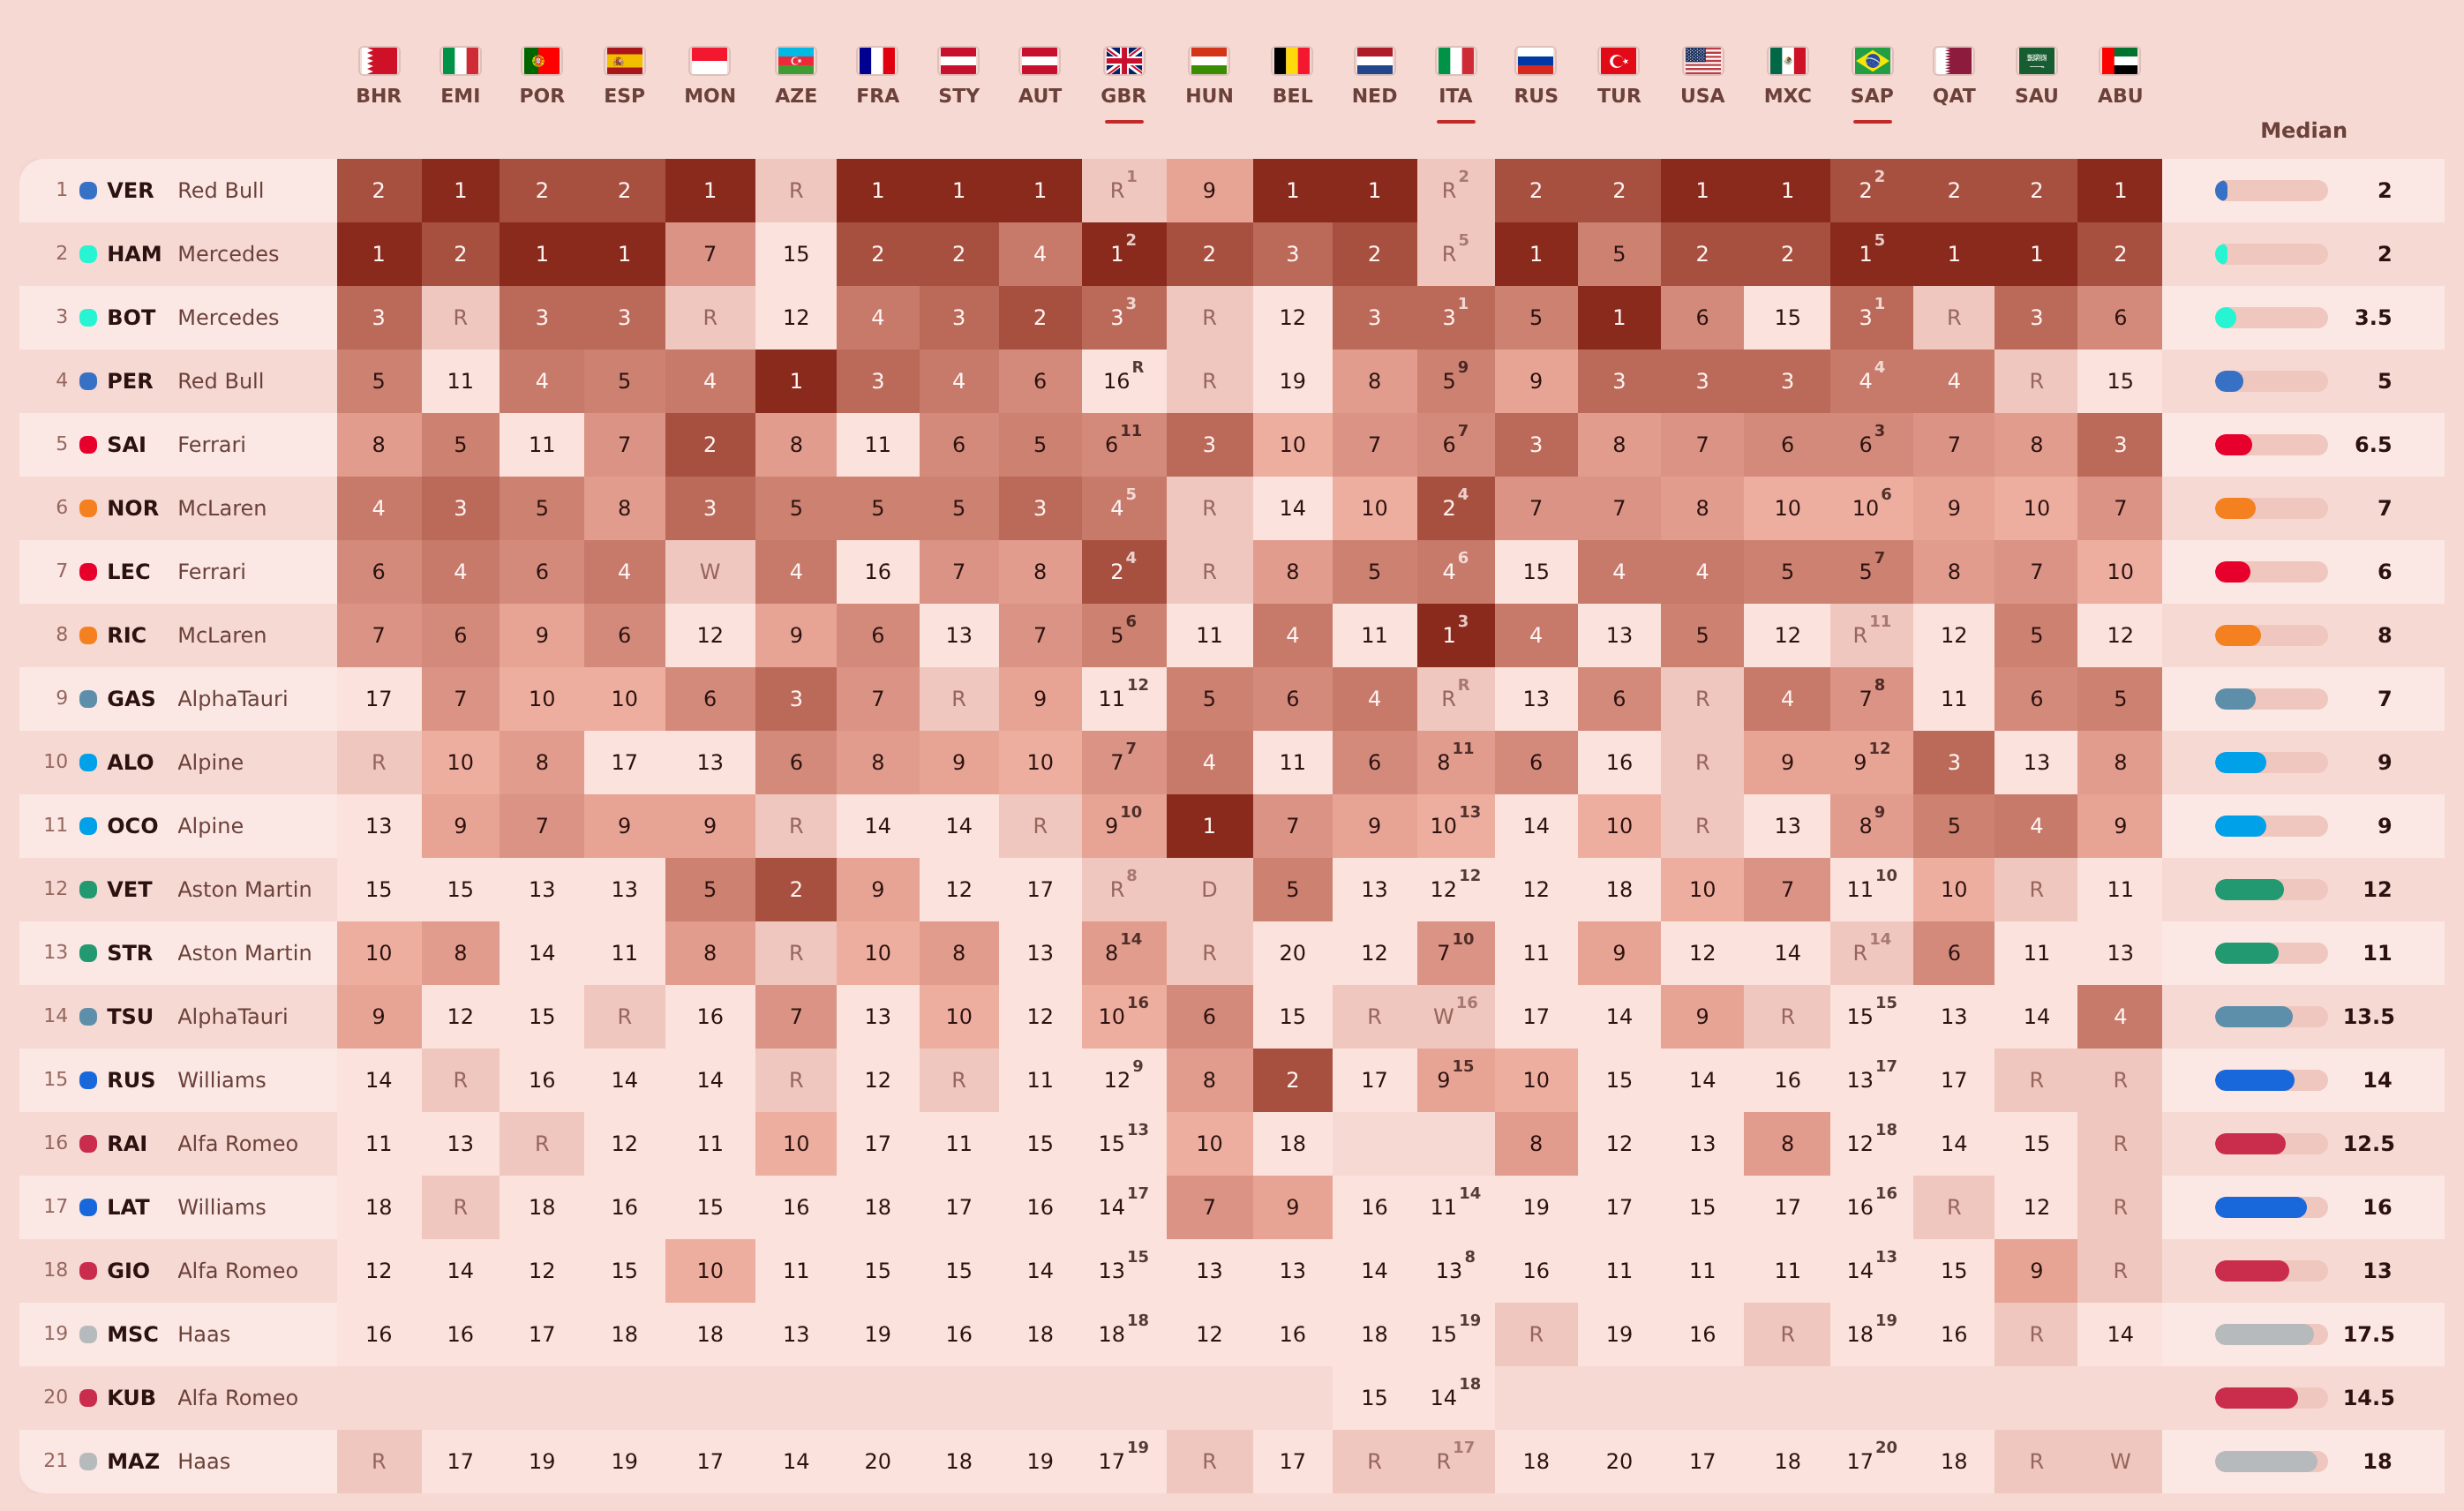 BHR EMI POR ESP MON AZE FRA STY AUT GBR HUN BEL NED ITA RUS TUR USA MXC SAP QAT SAU ABU
Median
1 VER Red Bull 2 1 2 2 1 R 1 1 1 R¹ 9 1 1 R² 2 2 1 1 2² 2 2 1 2
2 HAM Mercedes 1 2 1 1 7 15 2 2 4 1² 2 3 2 R⁵ 1 5 2 2 1⁵ 1 1 2 2
3 BOT Mercedes 3 R 3 3 R 12 4 3 2 3³ R 12 3 3¹ 5 1 6 15 3¹ R 3 6 3.5
4 PER Red Bull 5 11 4 5 4 1 3 4 6 16ᴿ R 19 8 5⁹ 9 3 3 3 4⁴ 4 R 15 5
5 SAI Ferrari 8 5 11 7 2 8 11 6 5 6¹¹ 3 10 7 6⁷ 3 8 7 6 6³ 7 8 3 6.5
6 NOR McLaren 4 3 5 8 3 5 5 5 3 4⁵ R 14 10 2⁴ 7 7 8 10 10⁶ 9 10 7 7
7 LEC Ferrari 6 4 6 4 W 4 16 7 8 2⁴ R 8 5 4⁶ 15 4 4 5 5⁷ 8 7 10 6
8 RIC McLaren 7 6 9 6 12 9 6 13 7 5⁶ 11 4 11 1³ 4 13 5 12 R¹¹ 12 5 12 8
9 GAS AlphaTauri 17 7 10 10 6 3 7 R 9 11¹² 5 6 4 Rᴿ 13 6 R 4 7⁸ 11 6 5 7
10 ALO Alpine R 10 8 17 13 6 8 9 10 7⁷ 4 11 6 8¹¹ 6 16 R 9 9¹² 3 13 8 9
11 OCO Alpine 13 9 7 9 9 R 14 14 R 9¹⁰ 1 7 9 10¹³ 14 10 R 13 8⁹ 5 4 9 9
12 VET Aston Martin 15 15 13 13 5 2 9 12 17 R⁸ D 5 13 12¹² 12 18 10 7 11¹⁰ 10 R 11 12
13 STR Aston Martin 10 8 14 11 8 R 10 8 13 8¹⁴ R 20 12 7¹⁰ 11 9 12 14 R¹⁴ 6 11 13 11
14 TSU AlphaTauri 9 12 15 R 16 7 13 10 12 10¹⁶ 6 15 R W¹⁶ 17 14 9 R 15¹⁵ 13 14 4 13.5
15 RUS Williams 14 R 16 14 14 R 12 R 11 12⁹ 8 2 17 9¹⁵ 10 15 14 16 13¹⁷ 17 R R 14
16 RAI Alfa Romeo 11 13 R 12 11 10 17 11 15 15¹³ 10 18 8 12 13 8 12¹⁸ 14 15 R 12.5
17 LAT Williams 18 R 18 16 15 16 18 17 16 14¹⁷ 7 9 16 11¹⁴ 19 17 15 17 16¹⁶ R 12 R 16
18 GIO Alfa Romeo 12 14 12 15 10 11 15 15 14 13¹⁵ 13 13 14 13⁸ 16 11 11 11 14¹³ 15 9 R 13
19 MSC Haas 16 16 17 18 18 13 19 16 18 18¹⁸ 12 16 18 15¹⁹ R 19 16 R 18¹⁹ 16 R 14 17.5
20 KUB Alfa Romeo 15 14¹⁸ 14.5
21 MAZ Haas R 17 19 19 17 14 20 18 19 17¹⁹ R 17 R R¹⁷ 18 20 17 18 17²⁰ 18 R W 18